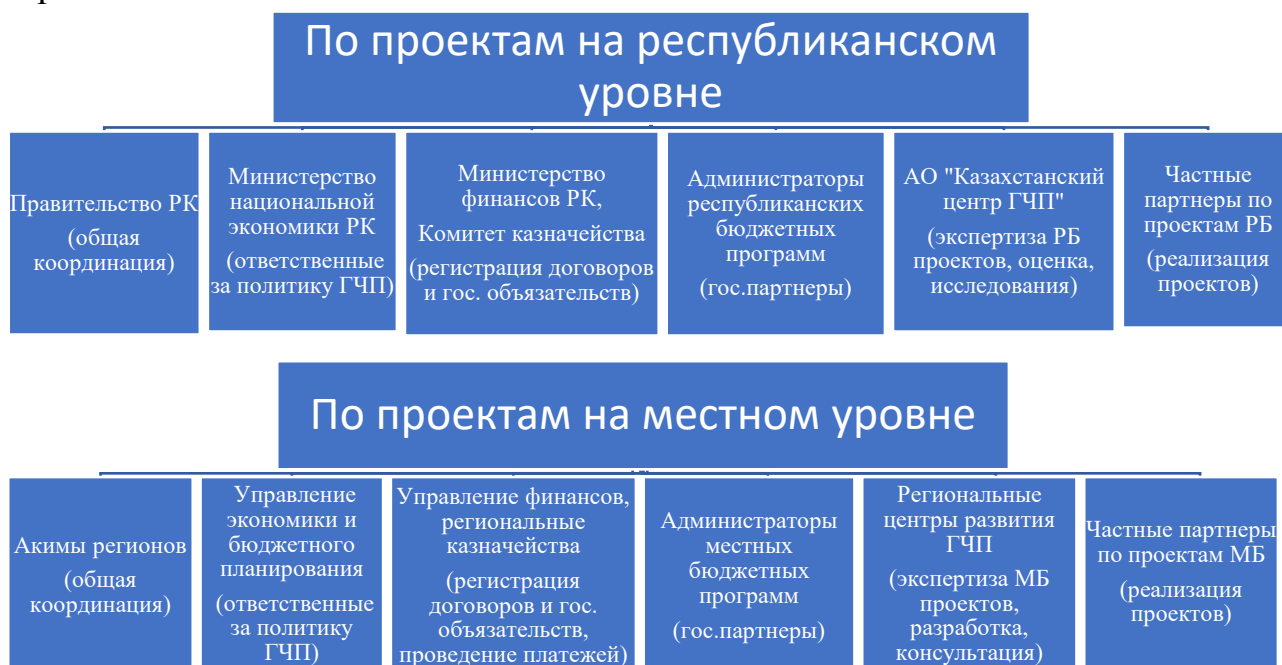 По проектам на республиканском
уровне
Правительство РК
(общая
координация)
Министерство
национальной
экономики РК
(ответственные
за политику ГЧП)
Министерство
финансов РК,
Комитет казначейства
(регистрация договоров
и гос. объязательств)
Администраторы
республиканских
бюджетных
программ
(гос.партнеры)
АО "Казахстанский
центр ГЧП"
(экспертиза РБ
проектов, оценка,
исследования)
Частные
партнеры по
проектам РБ
(реализация
проектов)
По проектам на местном уровне
Акимы регионов
(общая
координация)
Управление
экономики и
бюджетного
планирования
(ответственные
за политику
ГЧП)
Управление финансов,
региональные
казначейства
(регистрация
договоров и гос.
объязательств,
проведение платежей)
Администраторы
местных
бюджетных
программ
(гос.партнеры)
Региональные
центры развития
ГЧП
(экспертиза МБ
проектов,
разработка,
консультация)
Частные партнеры
по проектам МБ
(реализация
проектов)